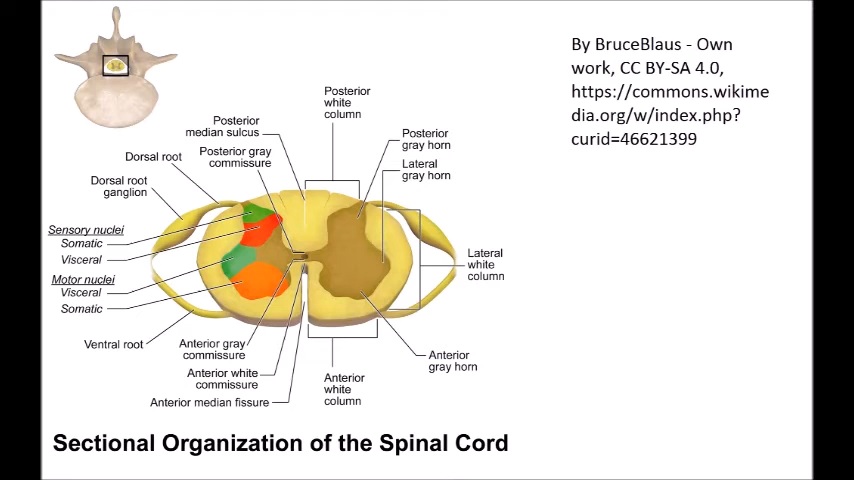 By BruceBlaus - Own
work, CC BY-SA 4.0,
https://commons.wikime
dia.org/w/index.php?
curid=46621399
Posterior
white
column
Posterior
median sulcus
Posterior gray
commissure
Dorsal root
Dorsal root
ganglion
Sensory nuclei
Somatic
Visceral
Motor nuclei
Visceral
Somatic
Ventral root
Anterior gray
commissure
Anterior white
commissure
Anterior median fissure
Posterior
gray horn
Lateral
gray horn
Lateral
white
column
Anterior
gray horn
Anterior
white
column
Sectional Organization of the Spinal Cord